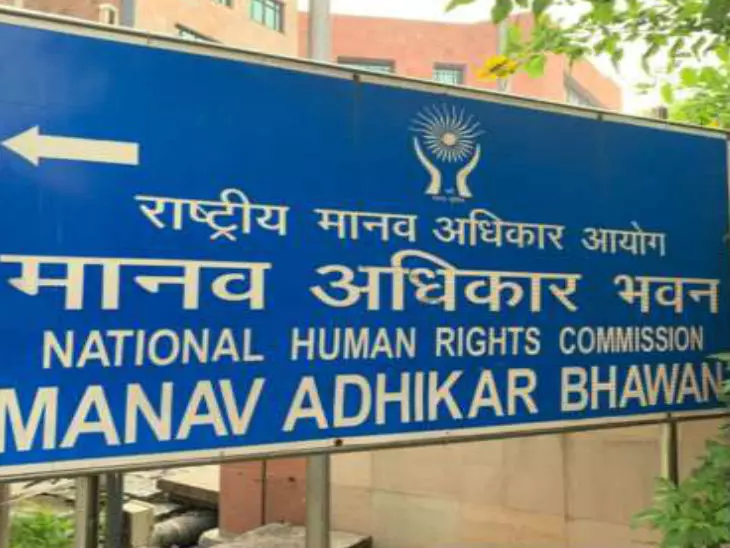 राष्ट्रीय मानव अधिकार आयोग
मानव अधिकार भवन
NATIONAL HUMAN RIGHTS COMMISSION
MANAV ADHIKAR BHAWAN